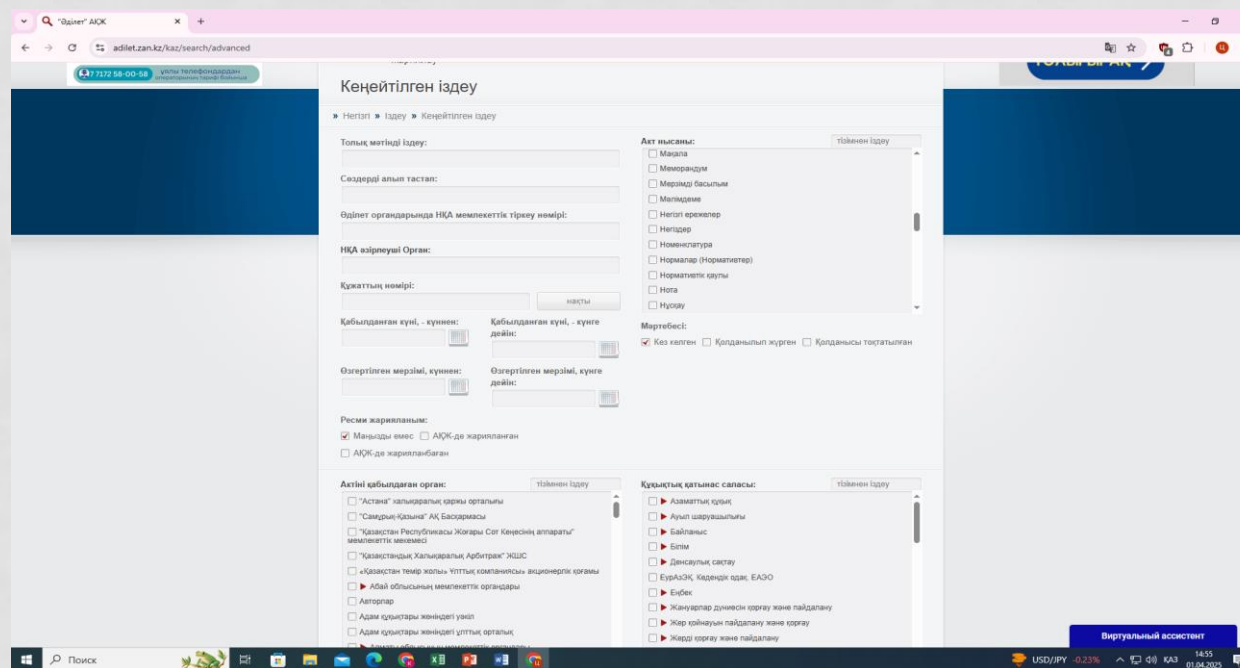 "Әділет" АҚЖ
adilet.zan.kz/kaz/search/advanced
7 7172 58-00-58
ұялы телефондардан
операторының тарифі бойынша
Кеңейтілген іздеу
» Негізгі » Іздеу » Кеңейтілген іздеу
Толық мәтінді іздеу:
Сөздерді алып тастап:
Әділет органдарында НҚА мемлекеттік тіркеу нөмірі:
НҚА әзірлеуші Орган:
Құжаттың нөмірі:
нақты
Қабылданған күні, - күннен:
Қабылданған күні, - күнге дейін:
Өзгертілген мерзімі, күннен:
Өзгертілген мерзімі, күнге дейін:
Ресми жарияланым:
Маңызды емес
АҚЖ-де жарияланған
АҚЖ-де жарияланбаған
Акт нысаны:
тізімнен іздеу
Мақала
Меморандум
Мерзімді басылым
Мәлімдеме
Негізгі ережелер
Негіздер
Номенклатура
Нормалар (Нормативтер)
Нормативтік қаулы
Нота
Нұсқау
Мәртебесі:
Кез келген
Қолданылып жүрген
Қолданысы тоқтатылған
Актіні қабылдаған орган:
тізімнен іздеу
"Астана" халықаралық қаржы орталығы
"Самұрық-Қазына" АҚ Басқармасы
"Қазақстан Республикасы Жоғары Сот Кеңесінің аппараты"
мемлекеттік мекемесі
"Қазақстандық Халықаралық Арбитраж" ЖШС
«Қазақстан темір жолы» Ұлттық компаниясы» акционерлік қоғамы
Абай облысының мемлекеттік органдары
Авторлар
Адам құқықтары жөніндегі уәкіл
Адам құқықтары жөніндегі ұлттық орталық
Құқықтық қатынас саласы:
тізімнен іздеу
Азаматтық құқық
Ауыл шаруашылығы
Байланыс
Білім
Денсаулық сақтау
ЕурАзЭҚ. Кедендік одақ. ЕАЭО
Еңбек
Жануарлар дүниесін қорғау және пайдалану
Жер қойнауын пайдалану және қорғау
Жерді қорғау және пайдалану
Виртуальный ассистент
Поиск
USD/JPY -0,23%
КАЗ
14:55
01.04.2025